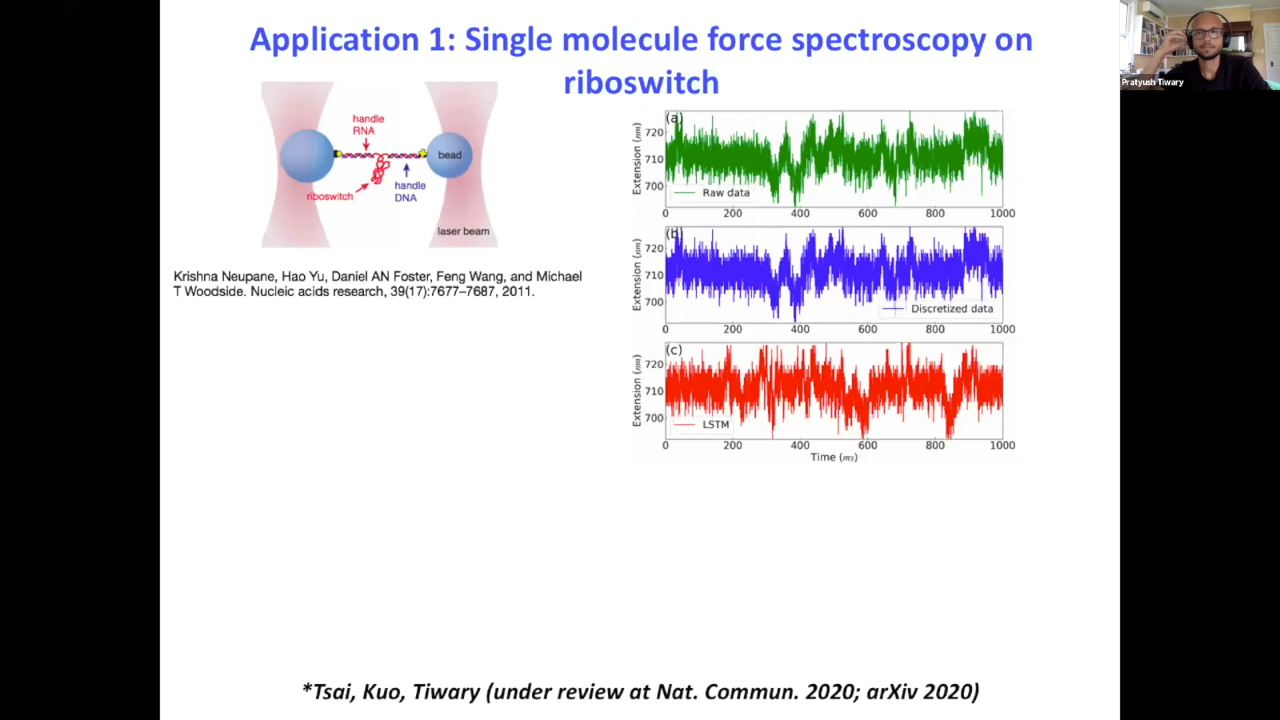 Application 1: Single molecule force spectroscopy on
riboswitch
Pratyush Tiwary
handle
RNA
bead
riboswitch
handle
DNA
laser beam
Krishna Neupane, Hao Yu, Daniel AN Foster, Feng Wang, and Michael
T Woodside. Nucleic acids research, 39(17):7677–7687, 2011.
(a)
Extension (nm)
720
710
700
Raw data
0 200 400 600 800 1000
(b)
Extension (nm)
720
710
700
Discretized data
0 200 400 600 800 1000
(c)
Extension (nm)
720
710
700
LSTM
0 200 400 600 800 1000
Time (ms)
*Tsai, Kuo, Tiwary (under review at Nat. Commun. 2020; arXiv 2020)